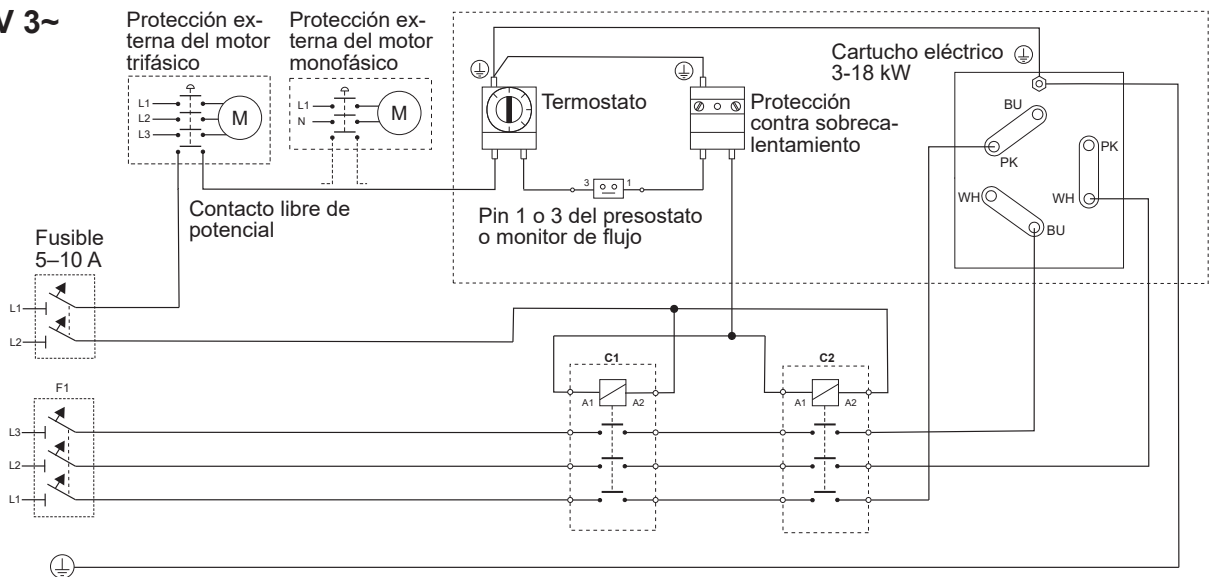 V 3~
Protección ex-
terna del motor
trifásico
Protección ex-
terna del motor
monofásico
L1
L2
L3
M
L1
N
M
Termostato
Protección
contra sobreca-
lentamiento
Cartucho eléctrico
3-18 kW
BU
PK
PK
WH
WH
BU
3
1
Pin 1 o 3 del presostato
o monitor de flujo
Contacto libre de
potencial
Fusible
5–10 A
L1
L2
C1
A1
A2
C2
A1
A2
F1
L3
L2
L1